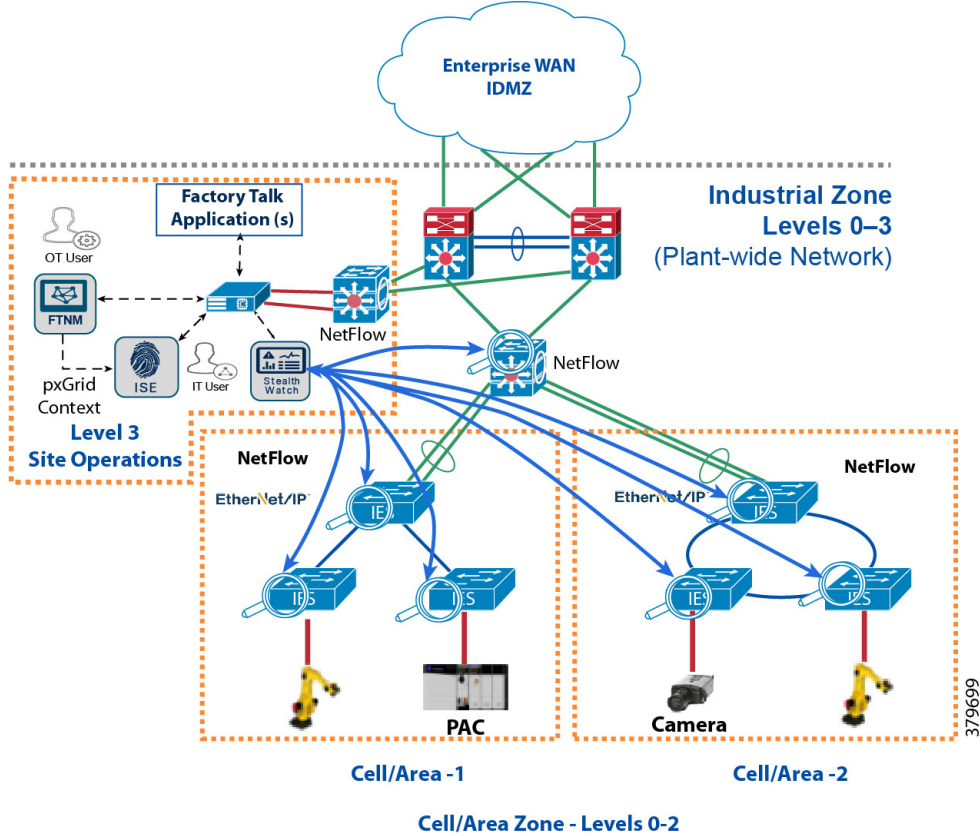 Enterprise WAN
IDMZ
Industrial Zone
Levels 0–3
(Plant-wide Network)
Factory Talk
Application (s)
OT User
FTNM
NetFlow
NetFlow
pxGrid
Context
ISE
IT User
Stealth
Watch
Level 3
Site Operations
NetFlow
EtherNet/IP
IES
IES
IES
PAC
NetFlow
EtherNet/IP
IES
IES
IES
Camera
379699
Cell/Area -1
Cell/Area -2
Cell/Area Zone - Levels 0-2